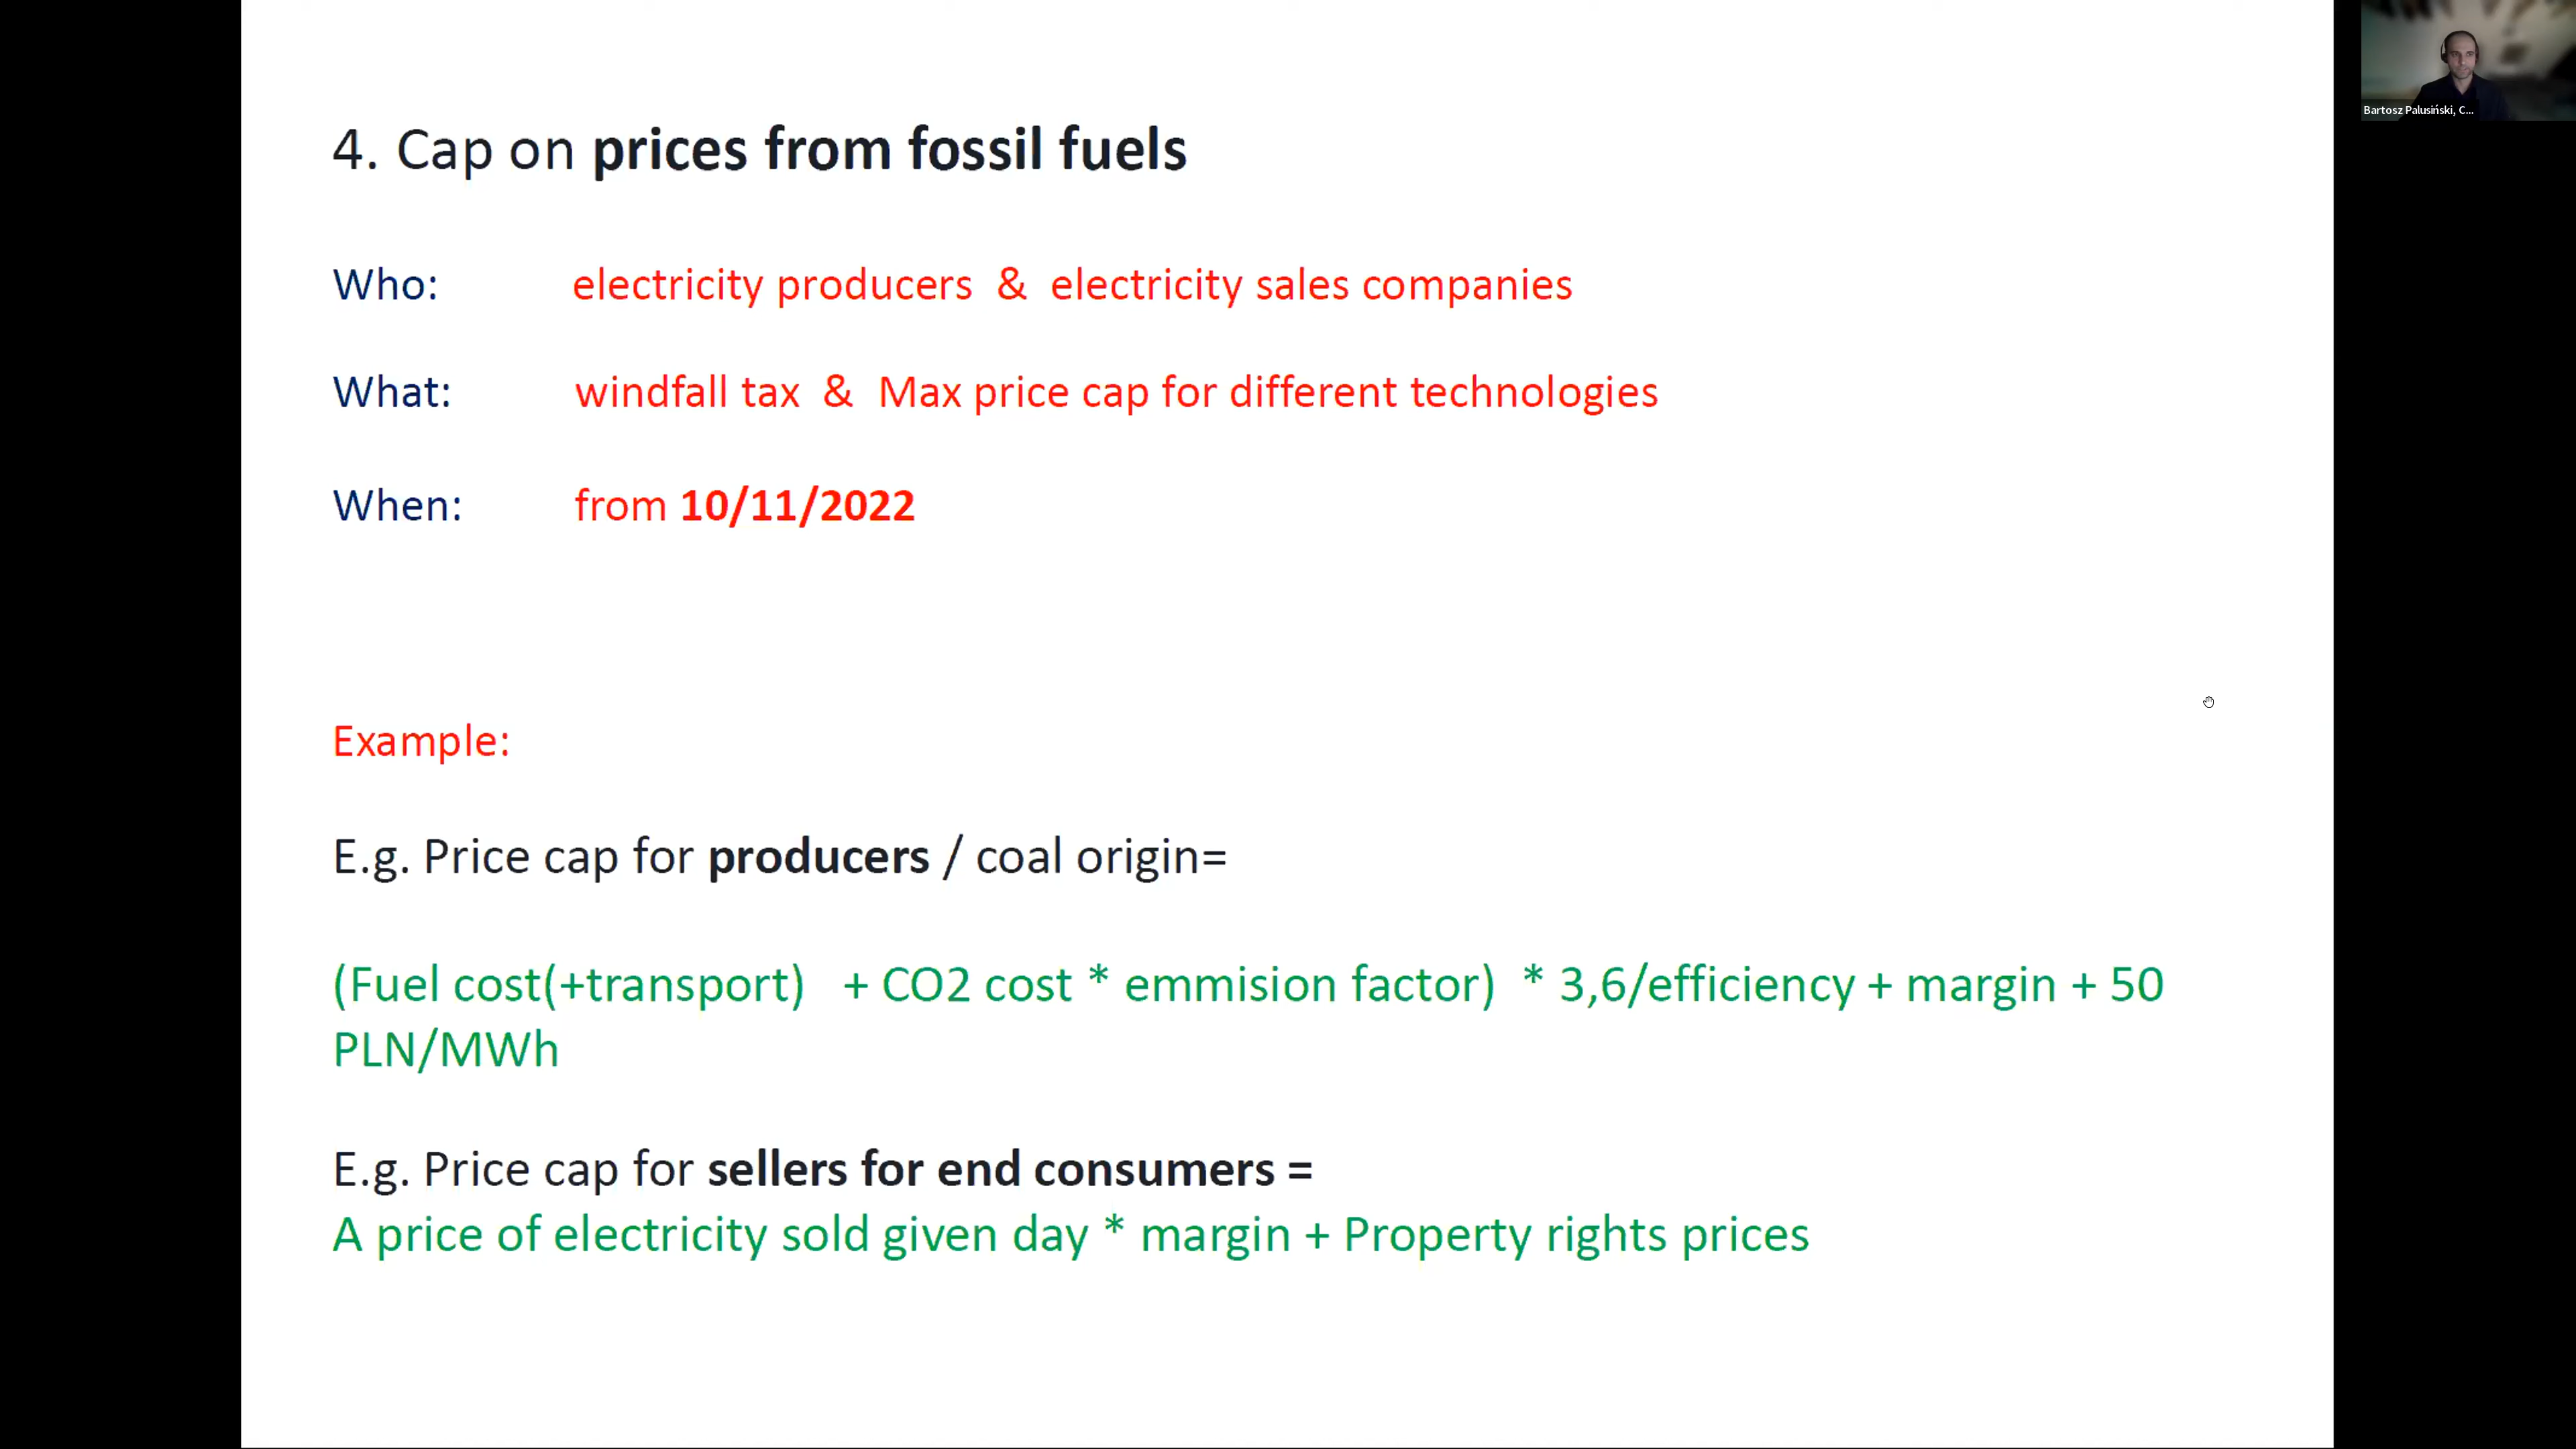 Bartosz Palusiński, C...
4. Cap on prices from fossil fuels
Who: electricity producers & electricity sales companies
What: windfall tax & Max price cap for different technologies
When: from 10/11/2022
Example:
E.g. Price cap for producers / coal origin=
(Fuel cost(+transport) + CO2 cost * emmision factor) * 3,6/efficiency + margin + 50
PLN/MWh
E.g. Price cap for sellers for end consumers =
A price of electricity sold given day * margin + Property rights prices